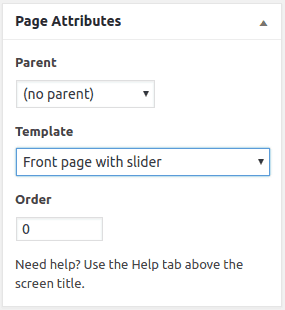 Page Attributes
Parent
(no parent)
Template
Front page with slider
Order
0
Need help? Use the Help tab above the
screen title.